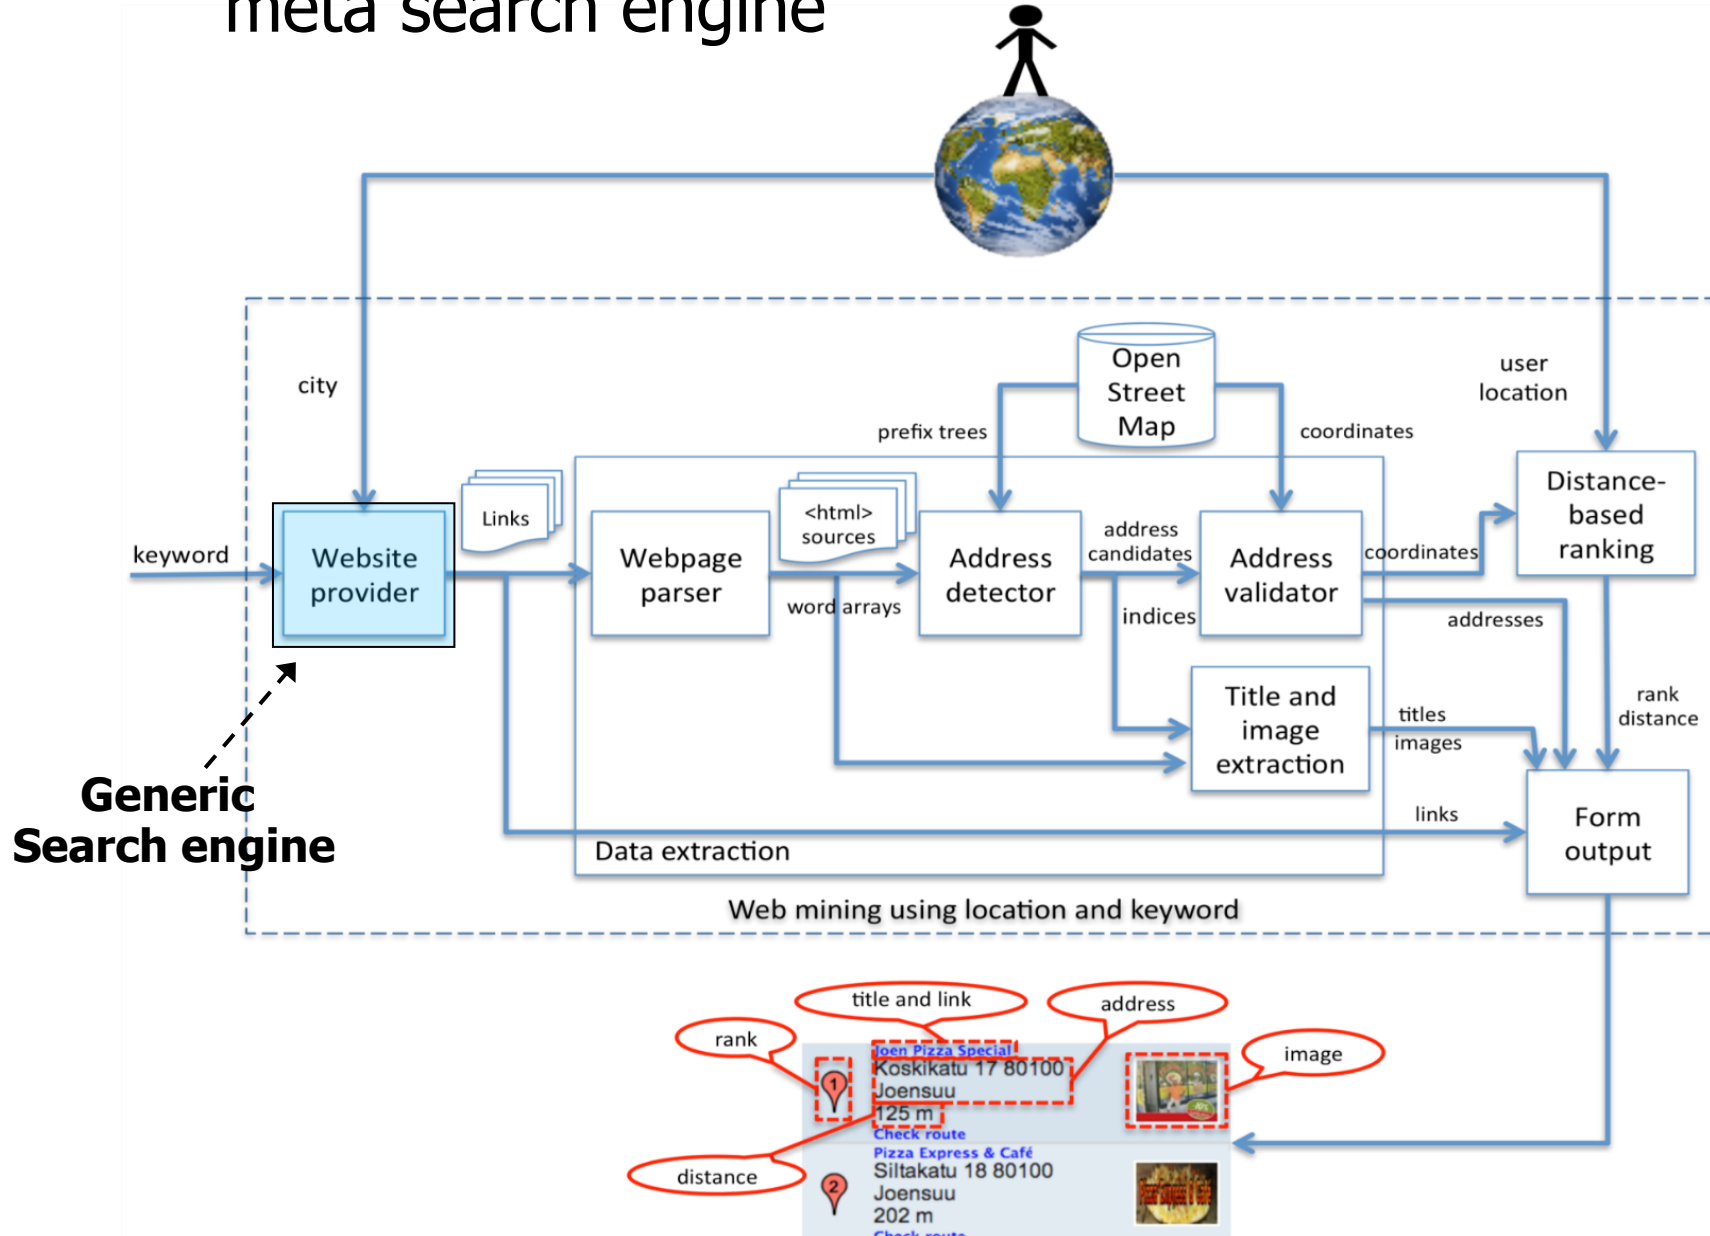 meta search engine
city
user
location
Open
Street
Map
prefix trees
coordinates
keyword
Website
provider
Links
Webpage
parser
<html>
sources
word arrays
Address
detector
address
candidates
indices
Address
validator
coordinates
Distance-
based
ranking
addresses
Title and
image
extraction
titles
images
rank
distance
links
Form
output
Generic
Search engine
Data extraction
Web mining using location and keyword
title and link
address
rank
image
distance
1
Joen Pizza Special
Koskikatu 17 80100
Joensuu
125 m
Check route
2
Pizza Express & Café
Siltakatu 18 80100
Joensuu
202 m
Check route